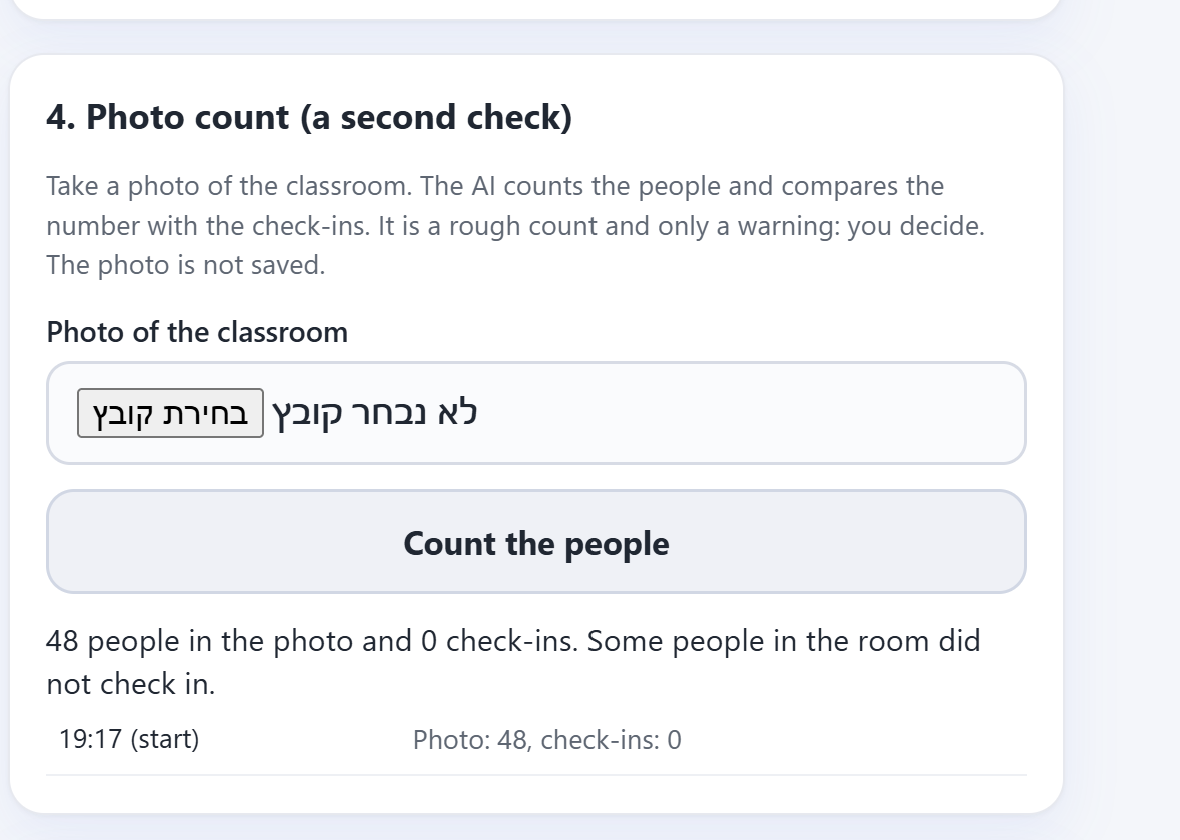 4. Photo count (a second check)
Take a photo of the classroom. The AI counts the people and compares the
number with the check-ins. It is a rough count and only a warning: you decide.
The photo is not saved.
Photo of the classroom
בחירת קובץ לא נבחר קובץ
Count the people
48 people in the photo and 0 check-ins. Some people in the room did
not check in.
19:17 (start) Photo: 48, check-ins: 0